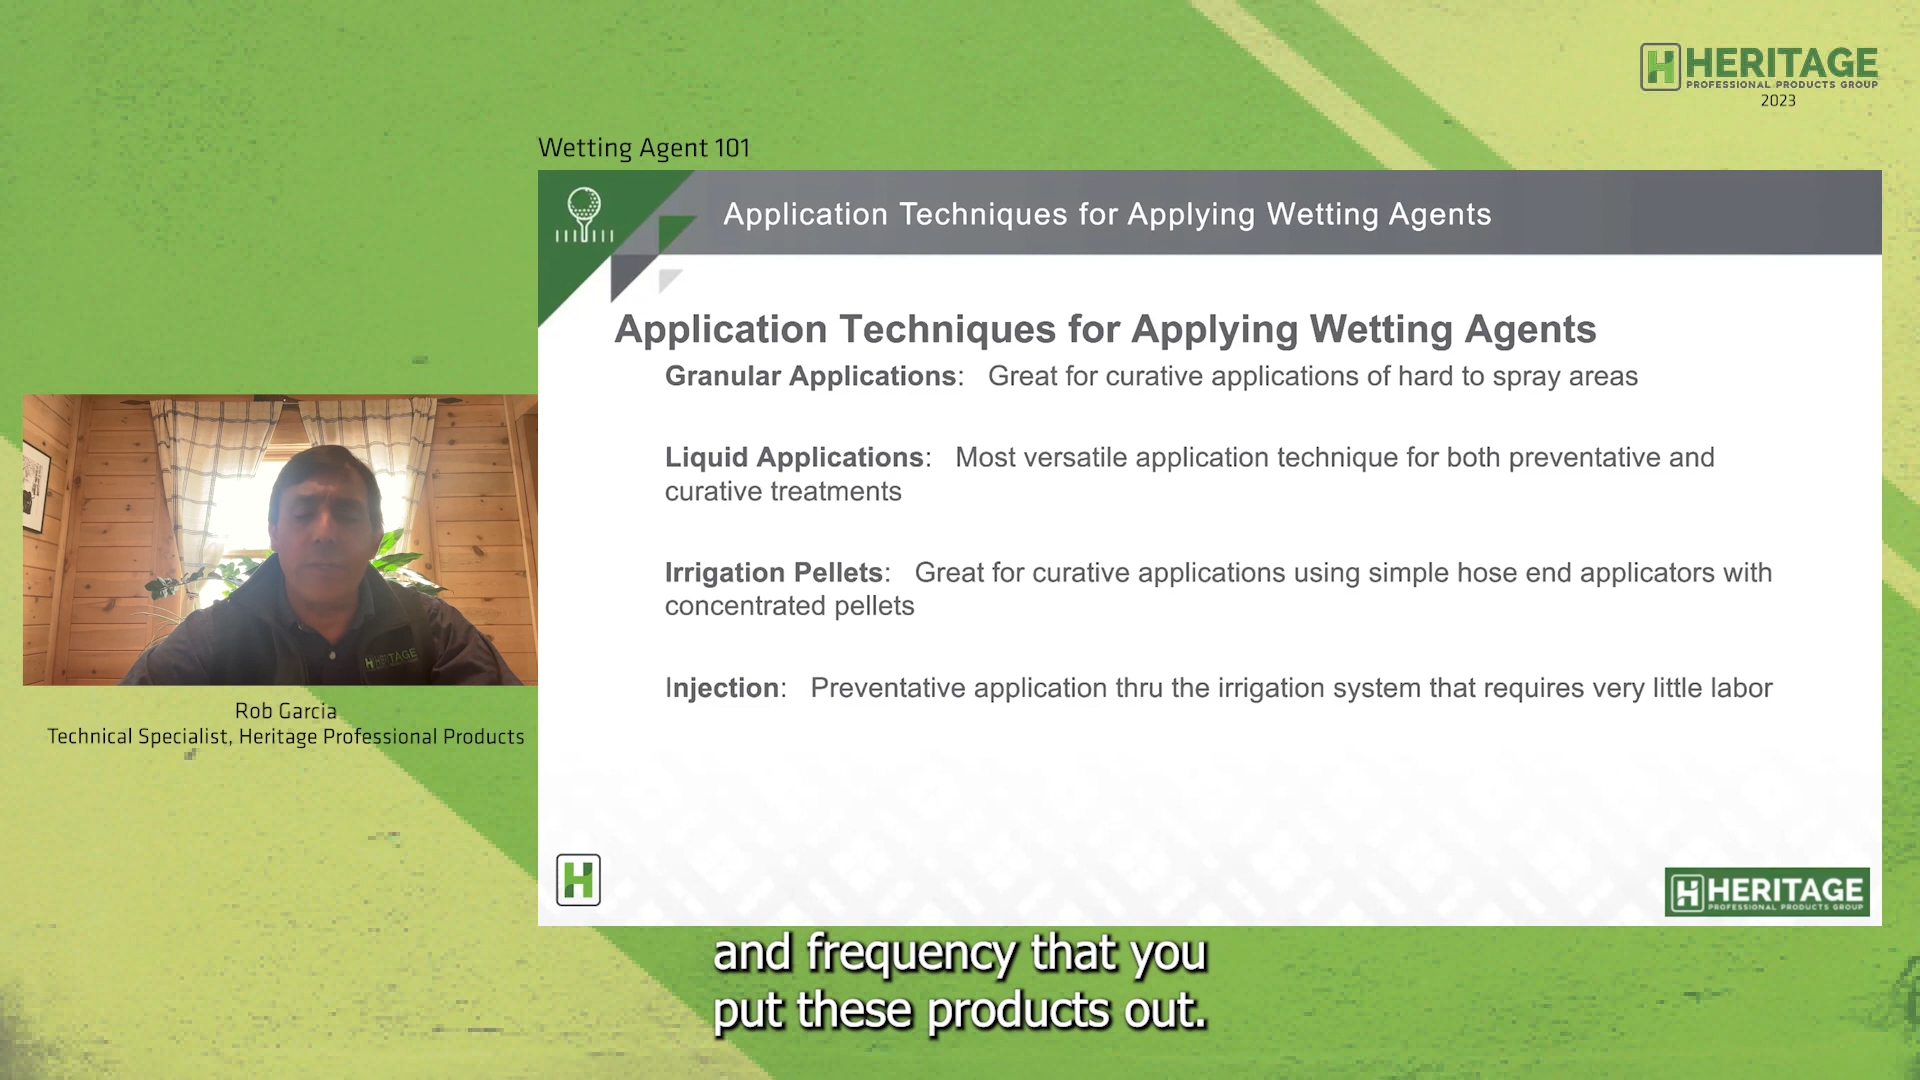 HERITAGE
PROFESSIONAL PRODUCTS GROUP
2023
Wetting Agent 101
Application Techniques for Applying Wetting Agents
Application Techniques for Applying Wetting Agents
Granular Applications: Great for curative applications of hard to spray areas
Liquid Applications: Most versatile application technique for both preventative and
curative treatments
Irrigation Pellets: Great for curative applications using simple hose end applicators with
concentrated pellets
Injection: Preventative application thru the irrigation system that requires very little labor
HERITAGE
Rob Garcia
Technical Specialist, Heritage Professional Products
H
HERITAGE
PROFESSIONAL PRODUCTS GROUP
and frequency that you
put these products out.